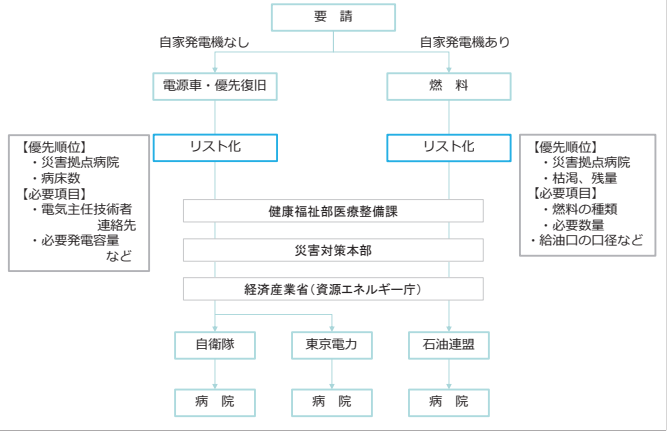 要　請
自家発電機なし
自家発電機あり
電源車・優先復旧
燃　料
リスト化
リスト化
【優先順位】
・災害拠点病院
・病床数
【必要項目】
・電気主任技術者
連絡先
・必要発電容量
など
【優先順位】
・災害拠点病院
・枯渇、残量
【必要項目】
・燃料の種類
・必要数量
・給油口の口径など
健康福祉部医療整備課
災害対策本部
経済産業省（資源エネルギー庁）
自衛隊
東京電力
石油連盟
病　院
病　院
病　院